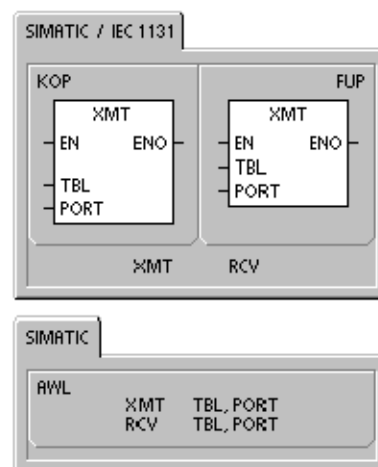 SIMATIC / IEC 1131
KOP
FUP
XMT
EN ENO
TBL
PORT
XMT
EN ENO
TBL
PORT
XMT RCV
SIMATIC
AWL
XMT TBL, PORT
RCV TBL, PORT